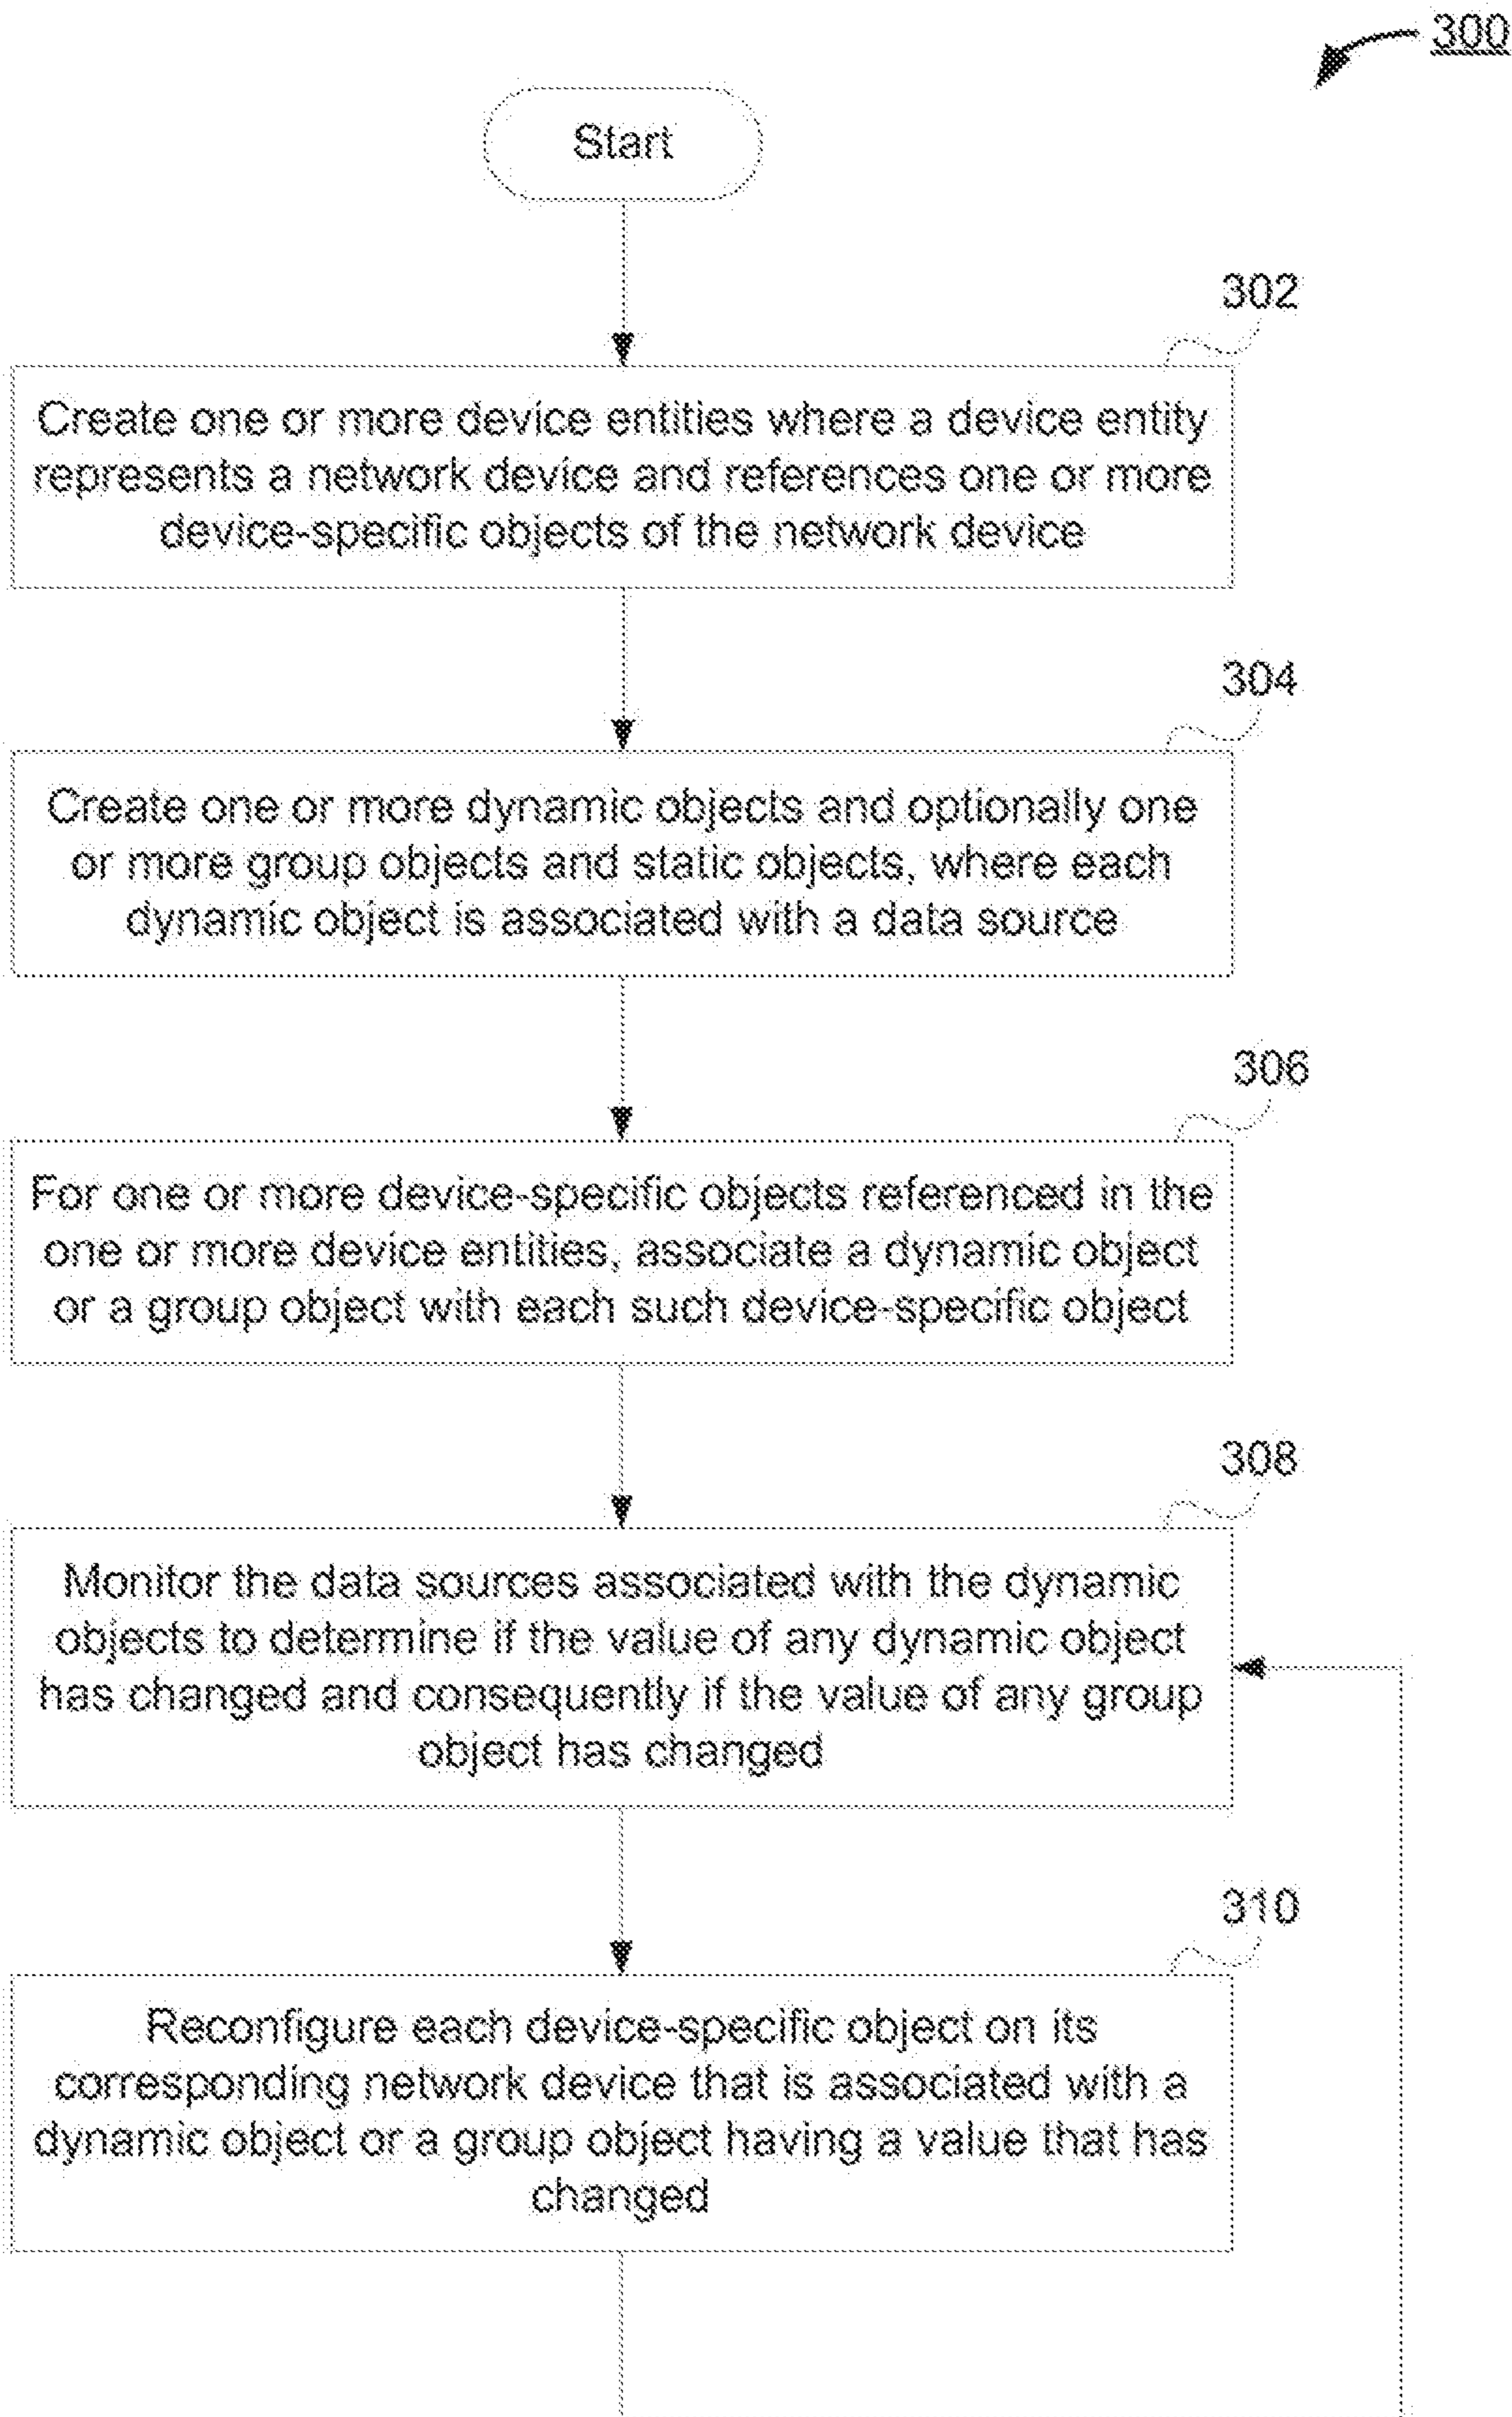 300
Start
302
Create one or more device entities where a device entity
represents a network device and references one or more
device-specific objects of the network device
304
Create one or more dynamic objects and optionally one
or more group objects and static objects, where each
dynamic object is associated with a data source
306
For one or more device-specific objects referenced in the
one or more device entities, associate a dynamic object
or a group object with each such device-specific object
308
Monitor the data sources associated with the dynamic
objects to determine if the value of any dynamic object
has changed and consequently if the value of any group
object has changed
310
Reconfigure each device-specific object on its
corresponding network device that is associated with a
dynamic object or a group object having a value that has
changed